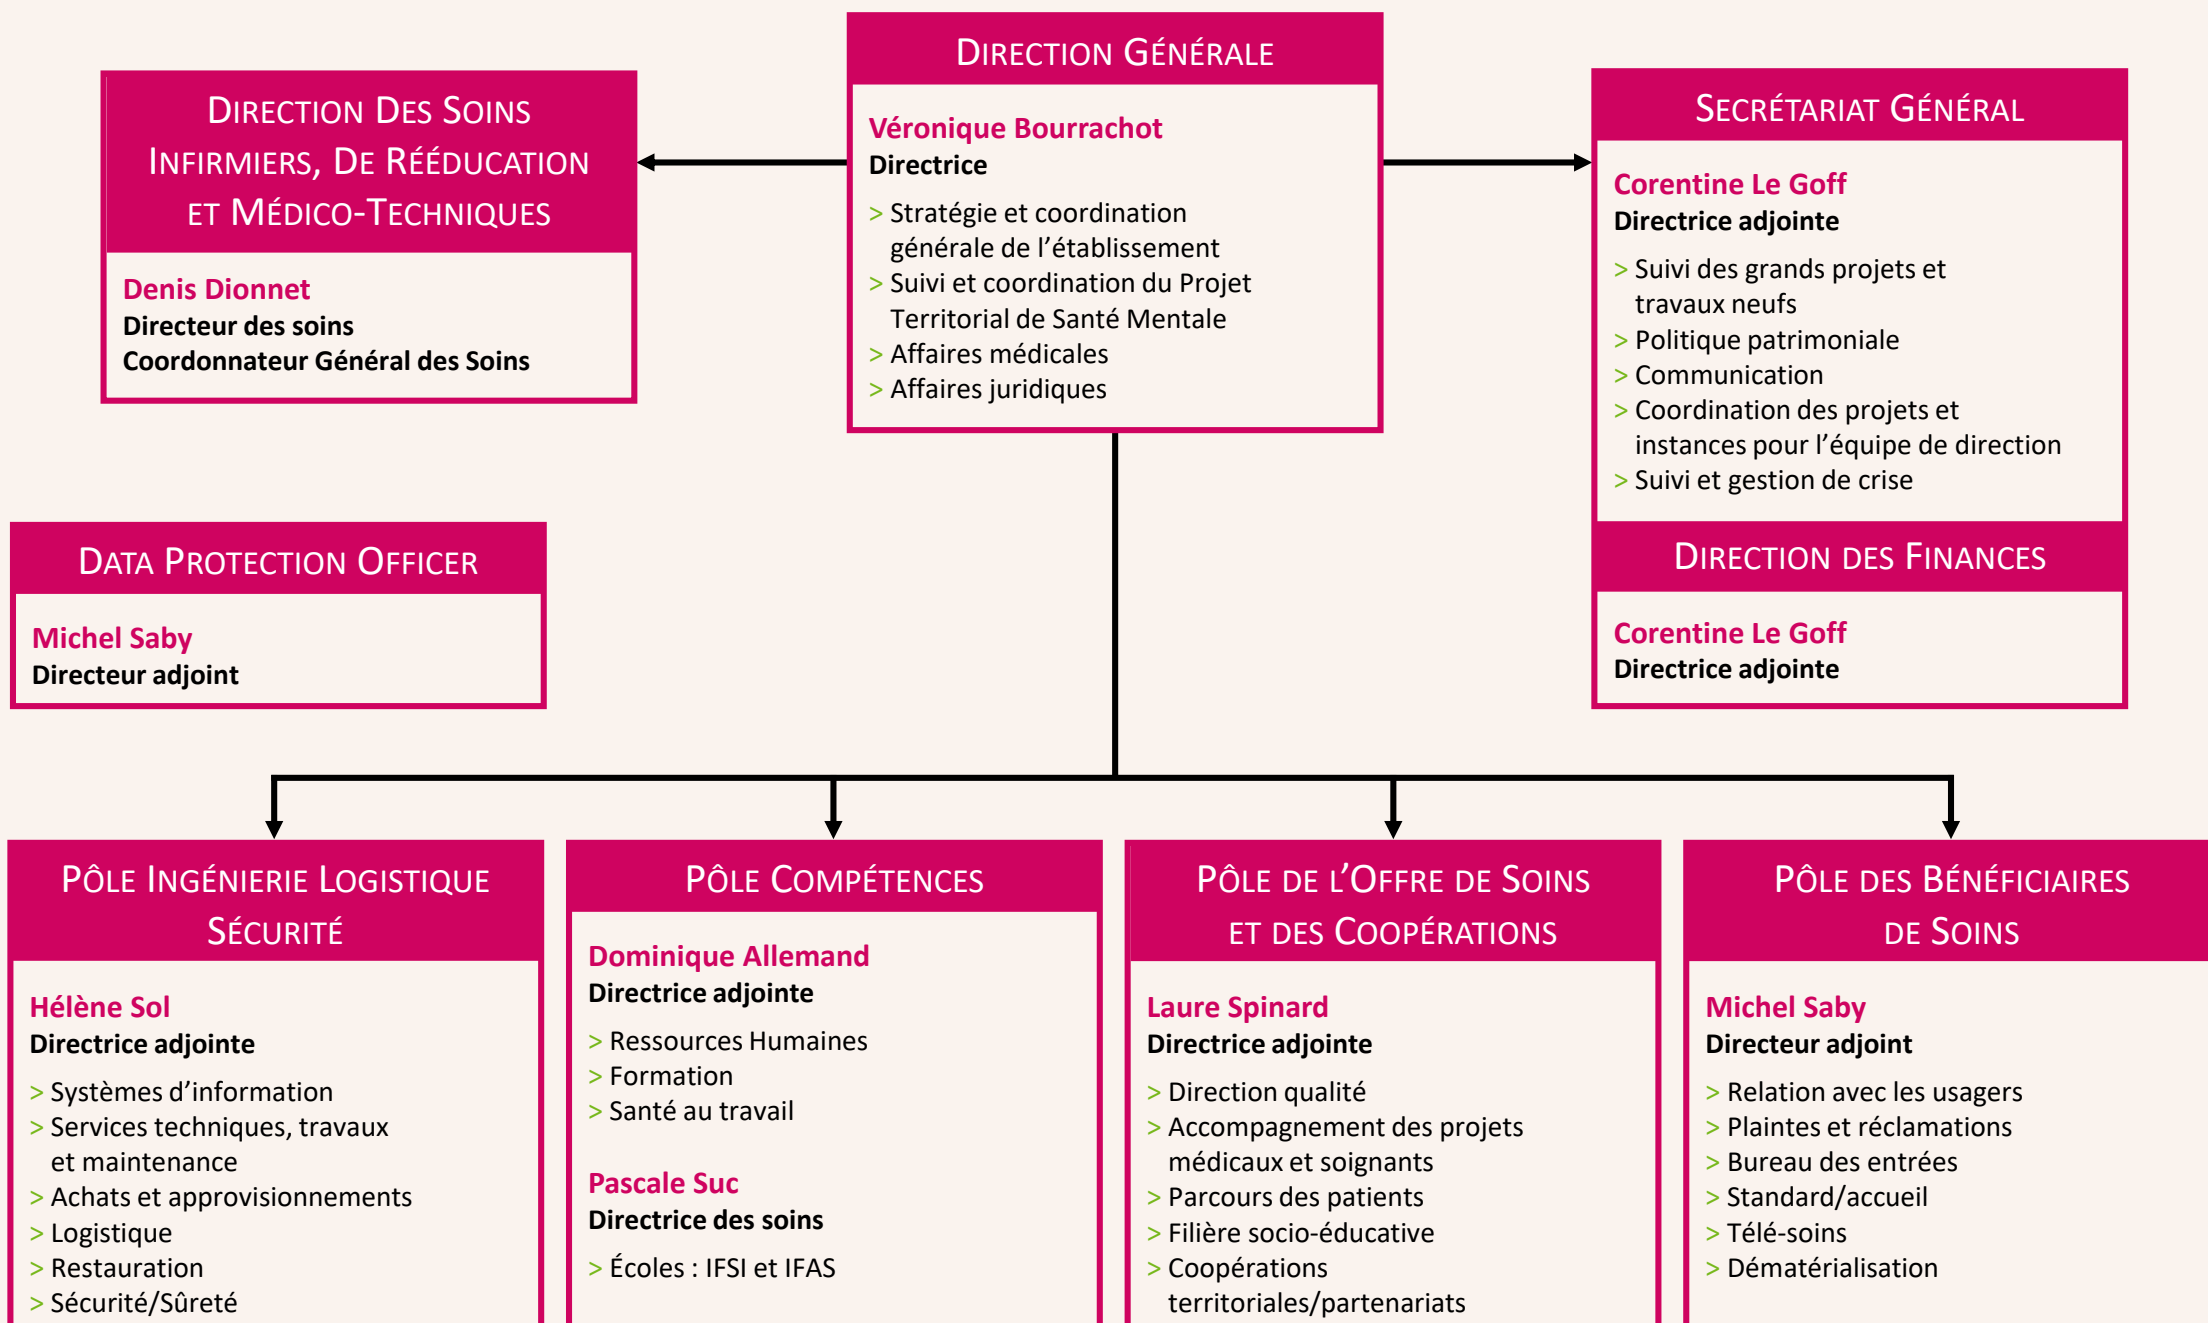 DIRECTION GÉNÉRALE
Véronique Bourrachot
Directrice
> Stratégie et coordination
générale de l’établissement
> Suivi et coordination du Projet
Territorial de Santé Mentale
> Affaires médicales
> Affaires juridiques
DIRECTION DES SOINS
INFIRMIERS, DE RÉÉDUCATION
ET MÉDICO-TECHNIQUES
Denis Dionnet
Directeur des soins
Coordonnateur Général des Soins
SECRÉTARIAT GÉNÉRAL
Corentine Le Goff
Directrice adjointe
> Suivi des grands projets et
travaux neufs
> Politique patrimoniale
> Communication
> Coordination des projets et
instances pour l’équipe de direction
> Suivi et gestion de crise
DIRECTION DES FINANCES
Corentine Le Goff
Directrice adjointe
DATA PROTECTION OFFICER
Michel Saby
Directeur adjoint
PÔLE INGÉNIERIE LOGISTIQUE
SÉCURITÉ
Hélène Sol
Directrice adjointe
> Systèmes d’information
> Services techniques, travaux
et maintenance
> Achats et approvisionnements
> Logistique
> Restauration
> Sécurité/Sûreté
PÔLE COMPÉTENCES
Dominique Allemand
Directrice adjointe
> Ressources Humaines
> Formation
> Santé au travail
Pascale Suc
Directrice des soins
> Écoles : IFSI et IFAS
PÔLE DE L’OFFRE DE SOINS
ET DES COOPÉRATIONS
Laure Spinard
Directrice adjointe
> Direction qualité
> Accompagnement des projets
médicaux et soignants
> Parcours des patients
> Filière socio-éducative
> Coopérations
territoriales/partenariats
PÔLE DES BÉNÉFICIAIRES
DE SOINS
Michel Saby
Directeur adjoint
> Relation avec les usagers
> Plaintes et réclamations
> Bureau des entrées
> Standard/accueil
> Télé-soins
> Dématérialisation